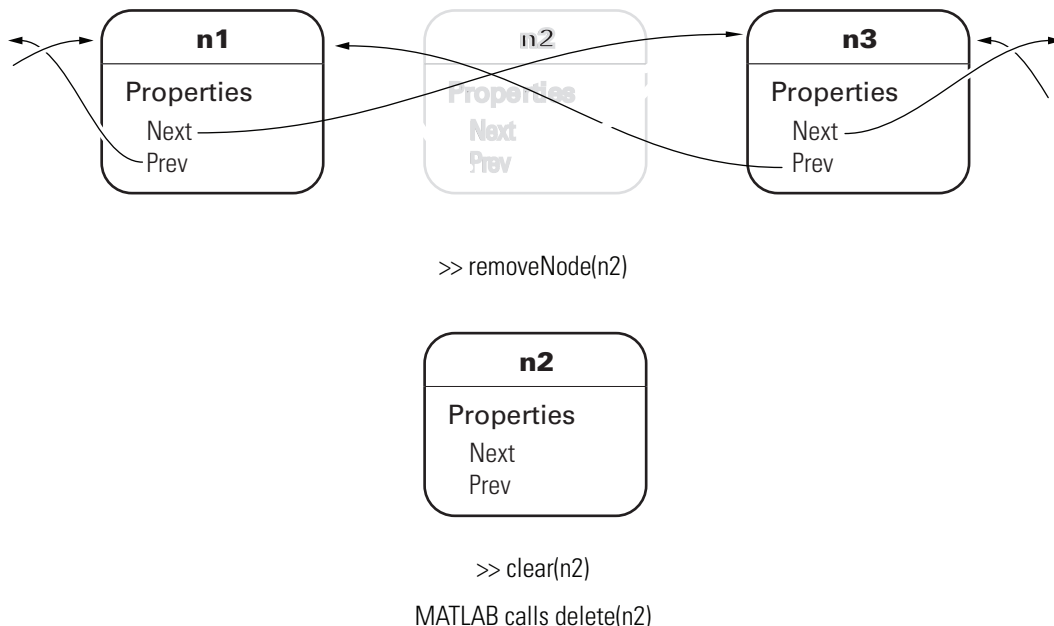 n1
Properties
Next
Prev
n2
Properties
Next
Prev
n3
Properties
Next
Prev
>> removeNode(n2)
n2
Properties
Next
Prev
>> clear(n2)
MATLAB calls delete(n2)